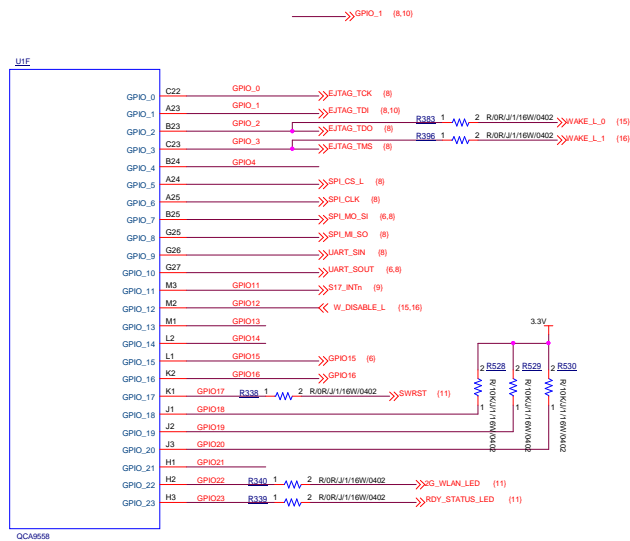 GPIO_1 (8,10)
U1F
GPIO_0 C22 GPIO_0 EJTAG_TCK (8)
GPIO_1 A23 GPIO_1 EJTAG_TDI (8,10)
R383 1 2 R/0R/J/1/16W/0402 WAKE_L_0 (15)
GPIO_2 B23 GPIO_2 EJTAG_TDO (8)
R396 1 2 R/0R/J/1/16W/0402 WAKE_L_1 (16)
GPIO_3 C23 GPIO_3 EJTAG_TMS (8)
GPIO_4 B24 GPIO4
GPIO_5 A24 SPI_CS_L (8)
GPIO_6 A25 SPI_CLK (8)
GPIO_7 B25 SPI_MO_SI (6,8)
GPIO_8 G25 SPI_MI_SO (8)
GPIO_9 G26 UART_SIN (8)
GPIO_10 G27 UART_SOUT (6,8)
GPIO_11 M3 GPIO11 S17_INTn (9)
GPIO_12 M2 GPIO12 W_DISABLE_L (15,16)
GPIO_13 M1 GPIO13
3.3V
GPIO_14 L2 GPIO14
GPIO_15 L1 GPIO15 GPIO15 (6)
2 R528 2 R529 2 R530
GPIO_16 K2 GPIO16 GPIO16
GPIO_17 K1 GPIO17 R338 1 2 R/0R/J/1/16W/0402 SWRST (11)
R/10K/J/1/16W/0402 R/10K/J/1/16W/0402 R/10K/J/1/16W/0402
1 1 1
GPIO_18 J1 GPIO18
GPIO_19 J2 GPIO19
GPIO_20 J3 GPIO20
GPIO_21 H1 GPIO21
GPIO_22 H2 GPIO22 R340 1 2 R/0R/J/1/16W/0402 2G_WLAN_LED (11)
GPIO_23 H3 GPIO23 R339 1 2 R/0R/J/1/16W/0402 RDY_STATUS_LED (11)
QCA9558